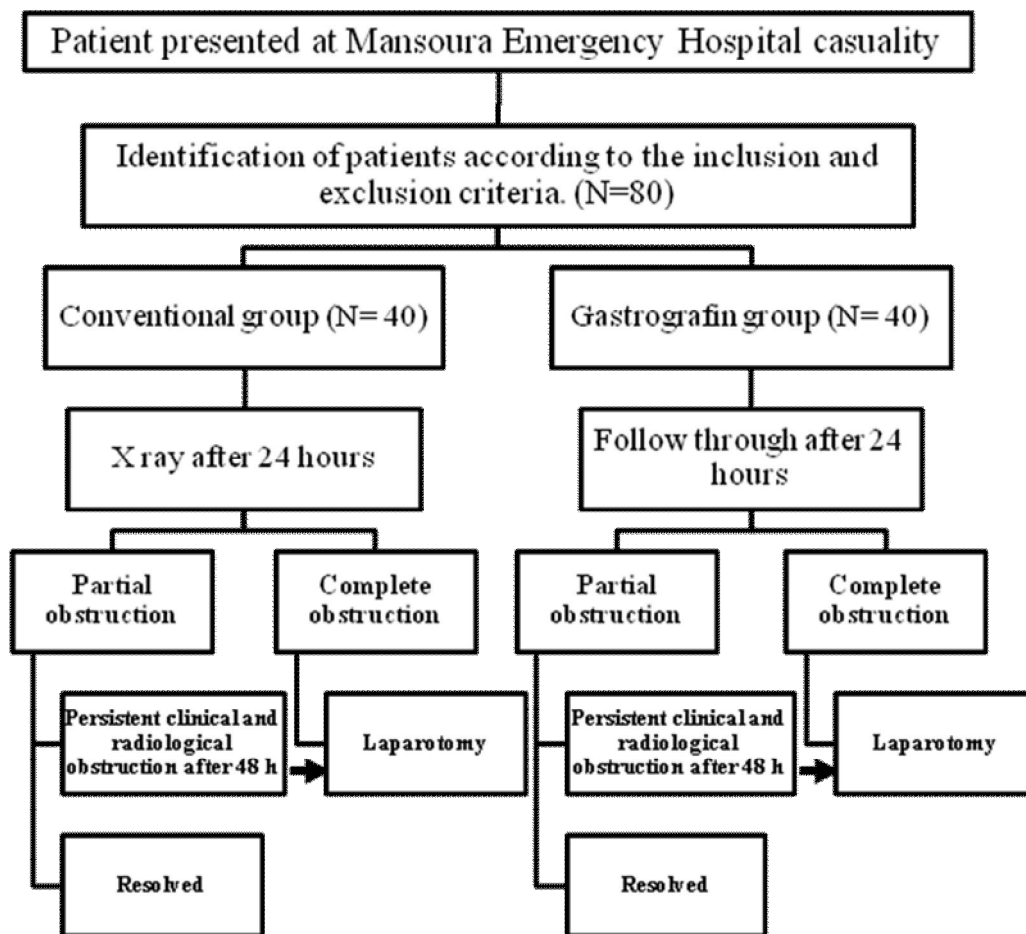 Patient presented at Mansoura Emergency Hospital casuality
Identification of patients according to the inclusion and
exclusion criteria. (N=80)
Conventional group (N= 40)
Gastrografin group (N= 40)
X ray after 24 hours
Follow through after 24
hours
Partial
obstruction
Complete
obstruction
Partial
obstruction
Complete
obstruction
Persistent clinical and
radiological
obstruction after 48 h
Laparotomy
Persistent clinical and
radiological
obstruction after 48 h
Laparotomy
Resolved
Resolved